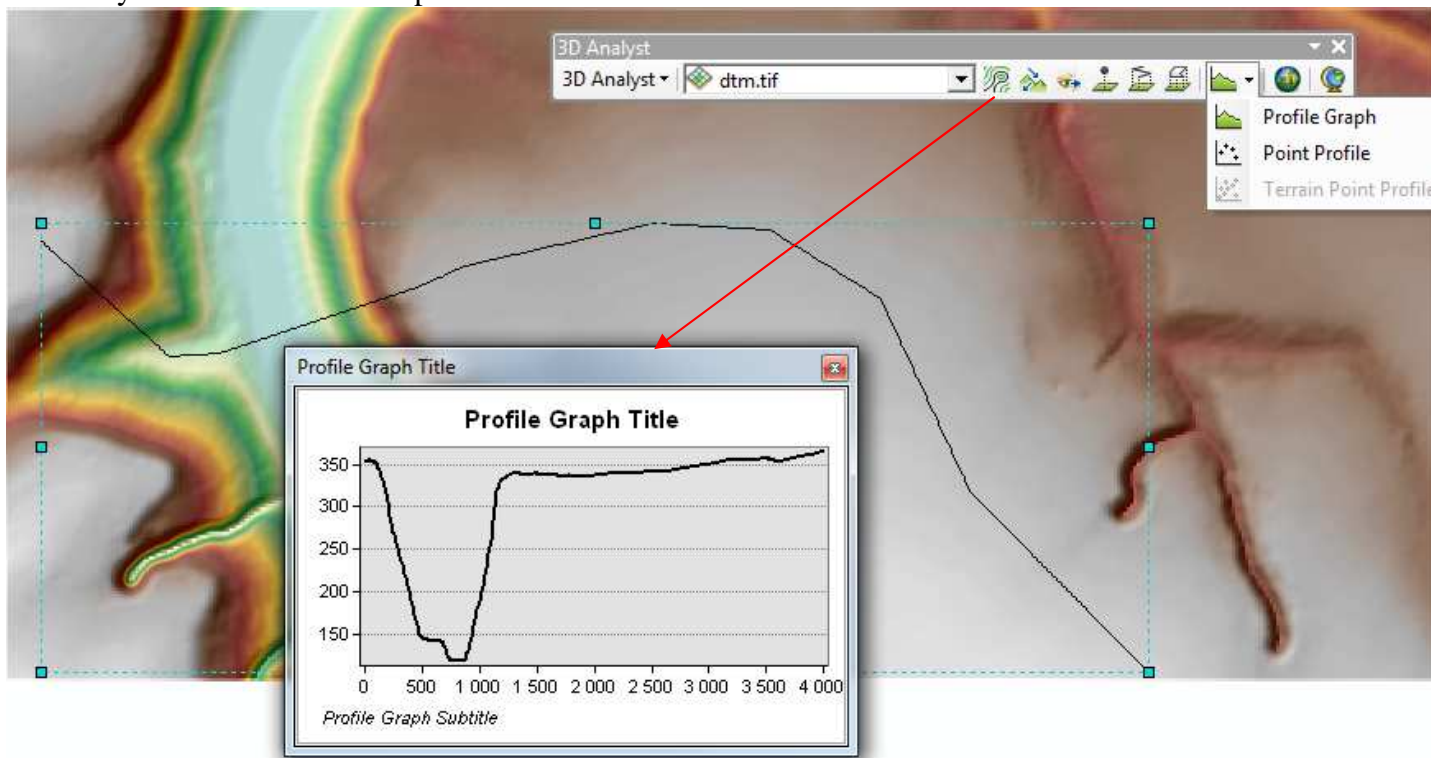 3D Analyst
3D Analyst dtm.tif
Profile Graph
Point Profile
Terrain Point Profile
Profile Graph Title
Profile Graph Title
350
300
250
200
150
0 500 1 000 1 500 2 000 2 500 3 000 3 500 4 000
Profile Graph Subtitle